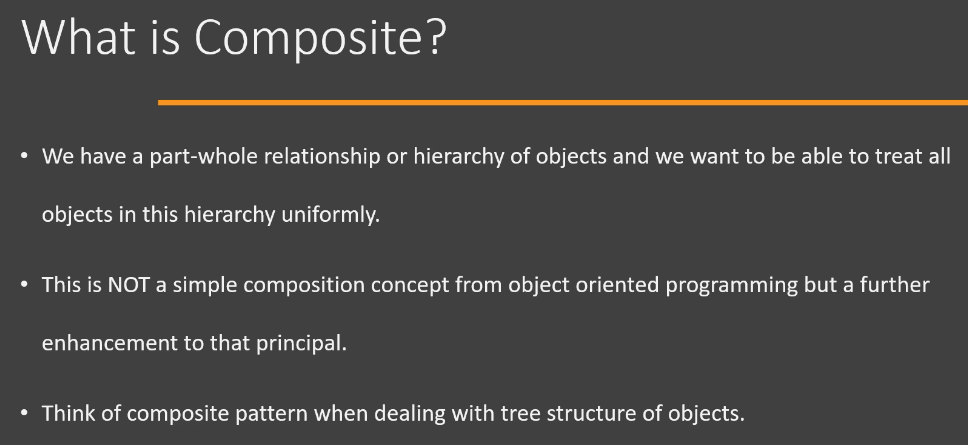 What is Composite?
• We have a part-whole relationship or hierarchy of objects and we want to be able to treat all
objects in this hierarchy uniformly.
• This is NOT a simple composition concept from object oriented programming but a further
enhancement to that principal.
• Think of composite pattern when dealing with tree structure of objects.